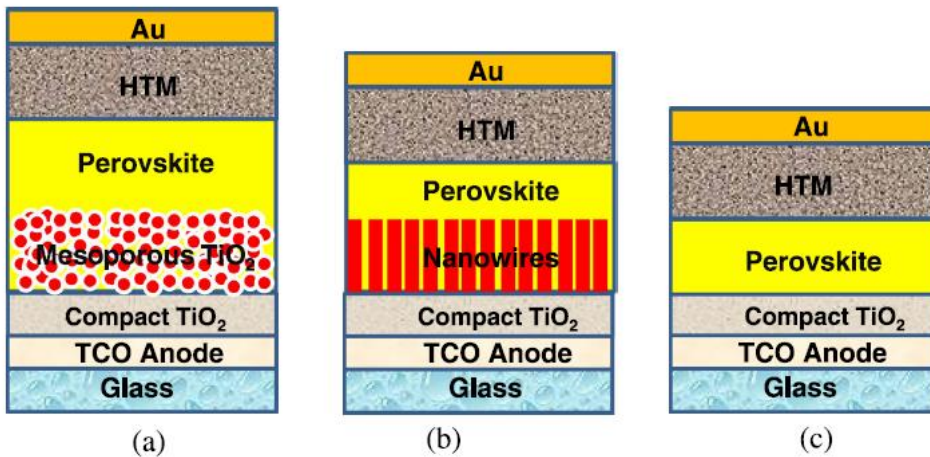 Au
HTM
Perovskite
Mesoporous TiO₂
Compact TiO₂
TCO Anode
Glass
(a)
Au
HTM
Perovskite
Nanowires
Compact TiO₂
TCO Anode
Glass
(b)
Au
HTM
Perovskite
Compact TiO₂
TCO Anode
Glass
(c)